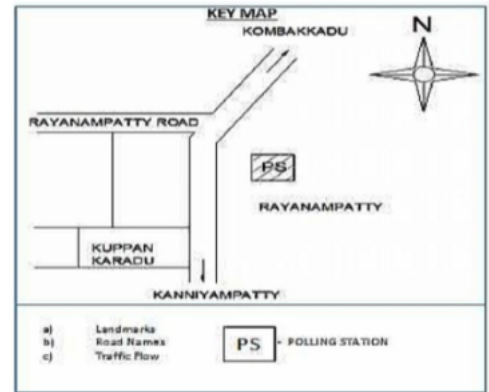 KEY MAP
KOMBAKKADU
N
RAYANAMPATTY ROAD
PS
RAYANAMPATTY
KUPPAN
KARADU
KANNIYAMPATTY
a) Landmarks
b) Road Names
c) Traffic Flow
PS - POLLING STATION